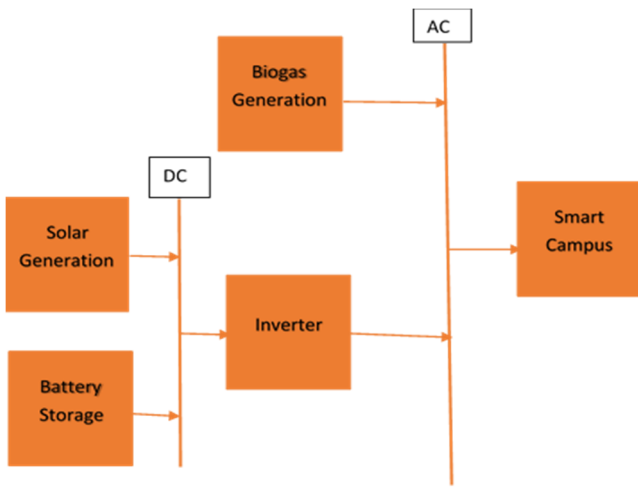 AC
Biogas
Generation
DC
Solar
Generation
Smart
Campus
Inverter
Battery
Storage